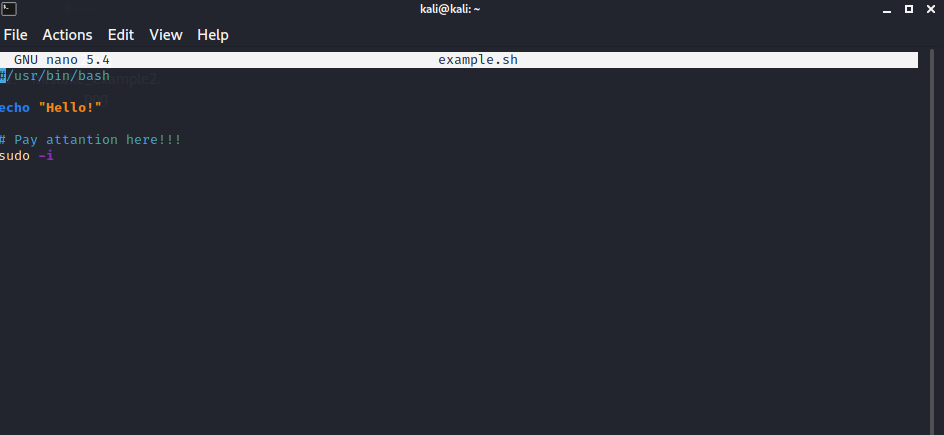 kali@kali: ~
File Actions Edit View Help
GNU nano 5.4 example.sh
#/usr/bin/bash
echo "Hello!"
# Pay attantion here!!!
sudo -i